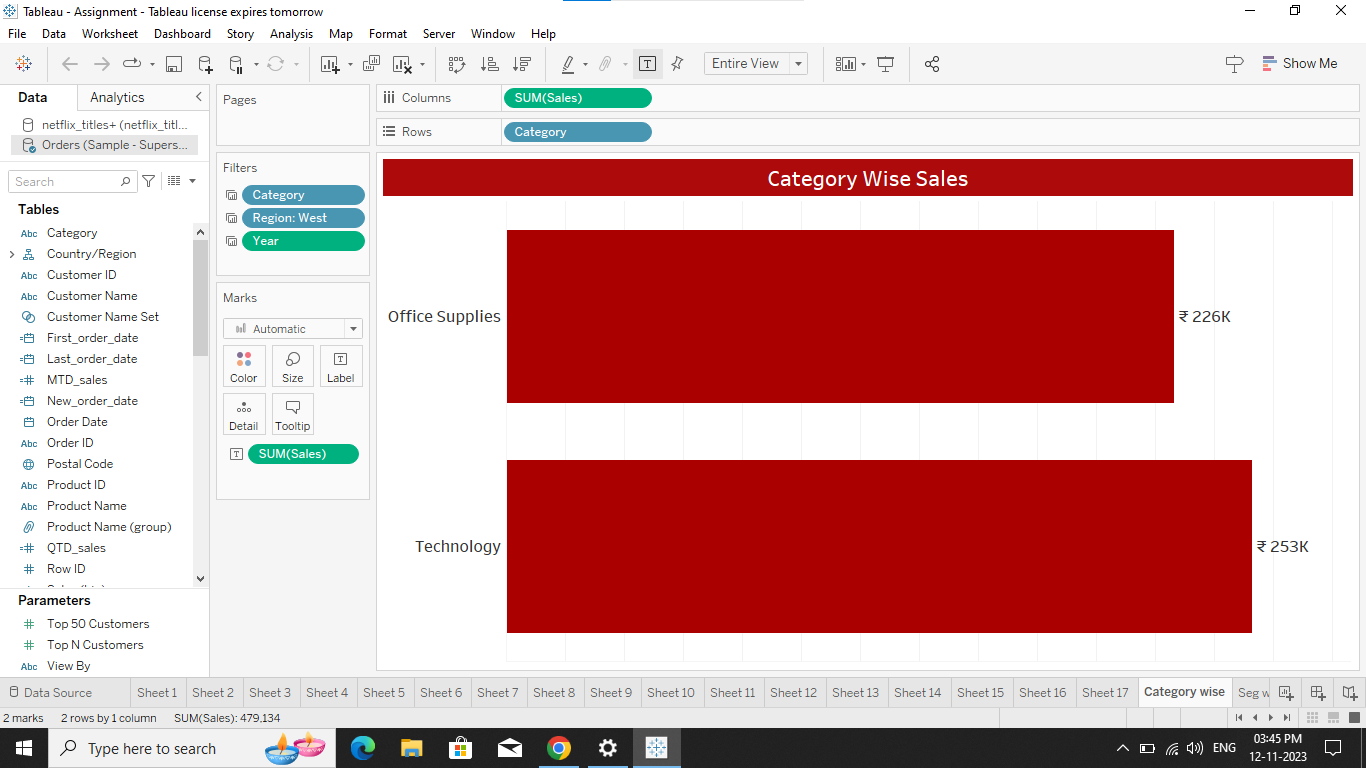 Tableau - Assignment - Tableau license expires tomorrow
File Data Worksheet Dashboard Story Analysis Map Format Server Window Help
Entire View
Show Me
Data Analytics
netflix_titles+ (netflix_titl...
Orders (Sample - Supers...
Search
Tables
Abc Category
Country/Region
Abc Customer ID
Abc Customer Name
Customer Name Set
First_order_date
Last_order_date
=# MTD_sales
New_order_date
Order Date
Abc Order ID
Postal Code
Abc Product ID
Abc Product Name
Product Name (group)
=# QTD_sales
# Row ID
Parameters
# Top 50 Customers
# Top N Customers
Abc View By
Pages
Filters
Category
Region: West
Year
Marks
Automatic
Color Size Label
Detail Tooltip
SUM(Sales)
Columns SUM(Sales)
Rows Category
Category Wise Sales
Office Supplies ₹ 226K
Technology ₹ 253K
Data Source Sheet 1 Sheet 2 Sheet 3 Sheet 4 Sheet 5 Sheet 6 Sheet 7 Sheet 8 Sheet 9 Sheet 10 Sheet 11 Sheet 12 Sheet 13 Sheet 14 Sheet 15 Sheet 16 Sheet 17 Category wise Seg w
2 marks 2 rows by 1 column SUM(Sales): 479,134
Type here to search
ENG
03:45 PM
12-11-2023